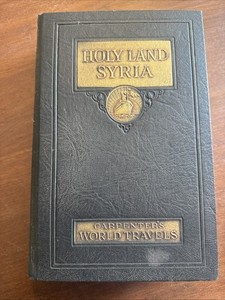 HOLY LAND
SYRIA
CARPENTER'S
WORLD TRAVELS